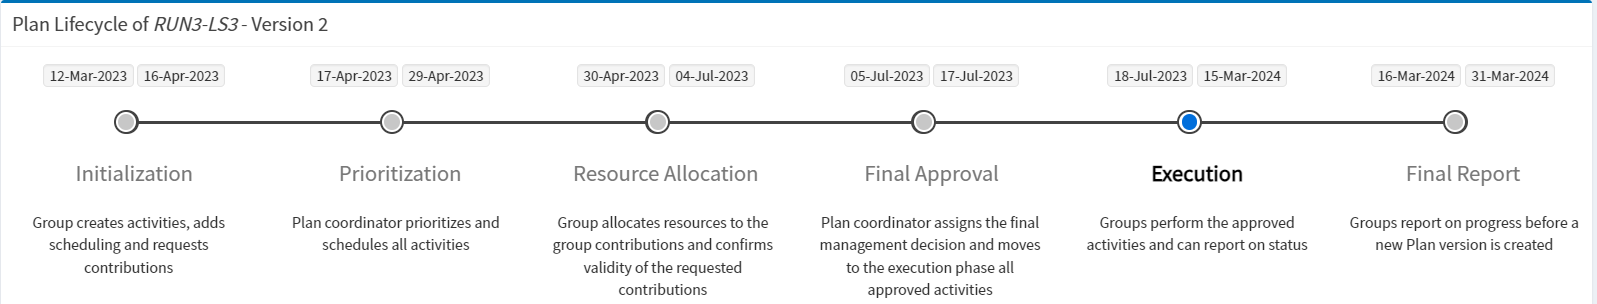 Plan Lifecycle of RUN3-LS3 - Version 2
12-Mar-2023 16-Apr-2023
17-Apr-2023 29-Apr-2023
30-Apr-2023 04-Jul-2023
05-Jul-2023 17-Jul-2023
18-Jul-2023 15-Mar-2024
16-Mar-2024 31-Mar-2024
Initialization
Group creates activities, adds
scheduling and requests
contributions
Prioritization
Plan coordinator prioritizes and
schedules all activities
Resource Allocation
Group allocates resources to the
group contributions and confirms
validity of the requested
contributions
Final Approval
Plan coordinator assigns the final
management decision and moves
to the execution phase all
approved activities
Execution
Groups perform the approved
activities and can report on status
Final Report
Groups report on progress before a
new Plan version is created